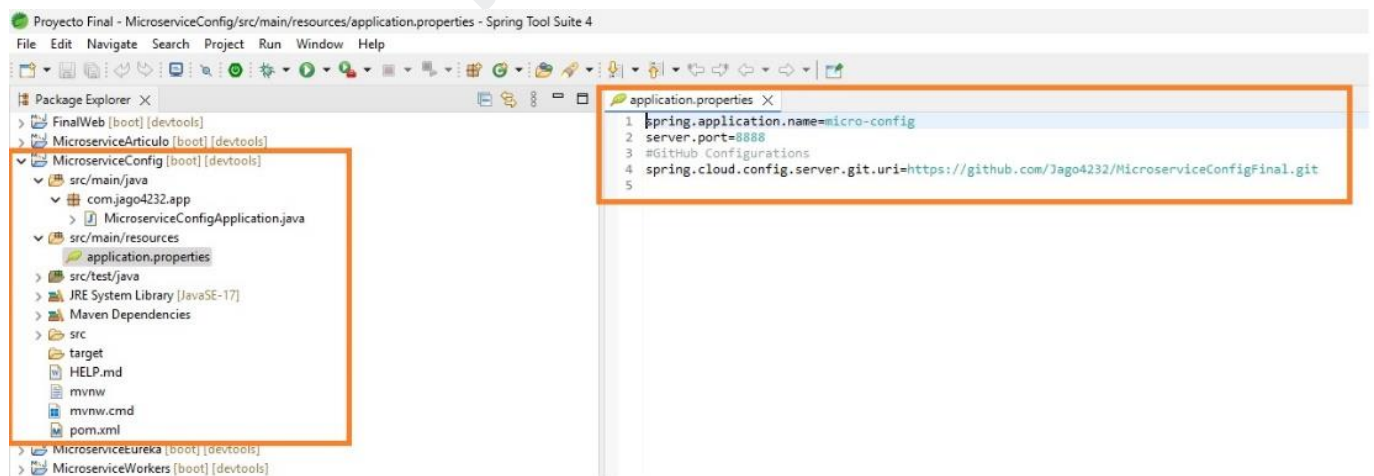 Proyecto Final - MicroserviceConfig/src/main/resources/application.properties - Spring Tool Suite 4
File Edit Navigate Search Project Run Window Help
Package Explorer
FinalWeb [boot] [devtools]
MicroserviceArticulo [boot] [devtools]
MicroserviceConfig [boot] [devtools]
src/main/java
com.jago4232.app
MicroserviceConfigApplication.java
src/main/resources
application.properties
src/test/java
JRE System Library [JavaSE-17]
Maven Dependencies
src
target
HELP.md
mvnw
mvnw.cmd
pom.xml
MicroserviceEureka [boot] [devtools]
MicroserviceWorkers [boot] [devtools]
application.properties
1 spring.application.name=micro-config
2 server.port=8888
3 #GitHub Configurations
4 spring.cloud.config.server.git.uri=https://github.com/Jago4232/MicroserviceConfigFinal.git
5